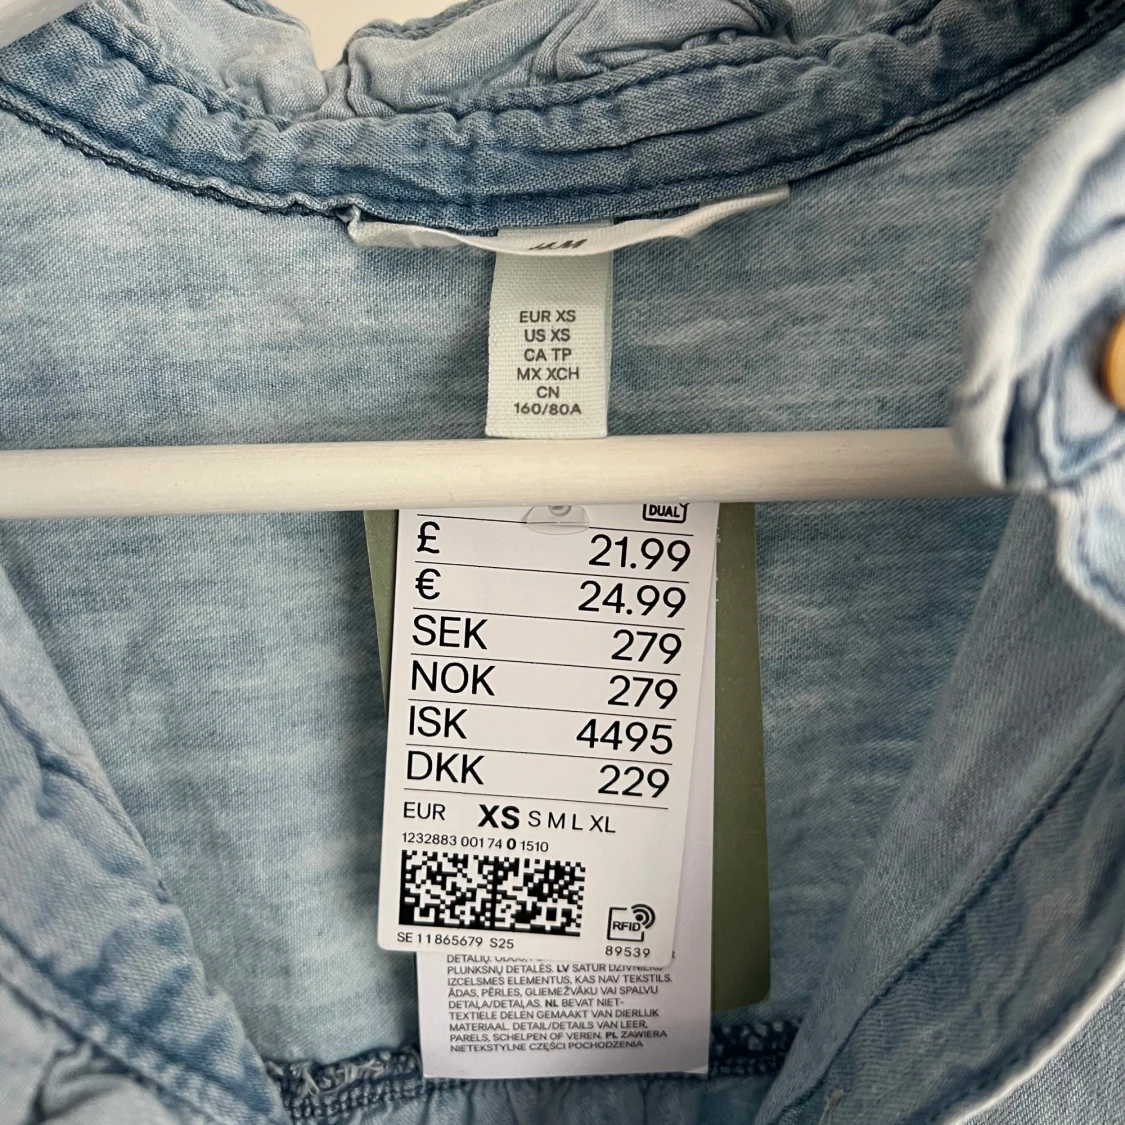 H&M
EUR XS
US XS
CA TP
MX XCH
CN
160/80A
DUAL
£ 21.99
€ 24.99
SEK 279
NOK 279
ISK 4495
DKK 229
EUR XS S M L XL
1232883 001 74 0 1510
RFID
SE 11865679 S25
89539
PLUNKSNŲ DETALĖS. LV SATUR DZĪVNIEKU
IZCELSMES ELEMENTUS, KAS NAV TEKSTILS.
ĀDAS, PĒRLES, GLIEMEŽVĀKU VAI SPALVU
DETAĻA/DETAĻAS. NL BEVAT NIET-
TEXTIELE DELEN GEMAAKT VAN DIERLIJK
MATERIAAL DETAIL/DETAILS VAN LEER,
PARELS, SCHELPEN OF VEREN. PL ZAWIERA
NIETEKSTYLNE CZĘŚCI POCHODZENIA